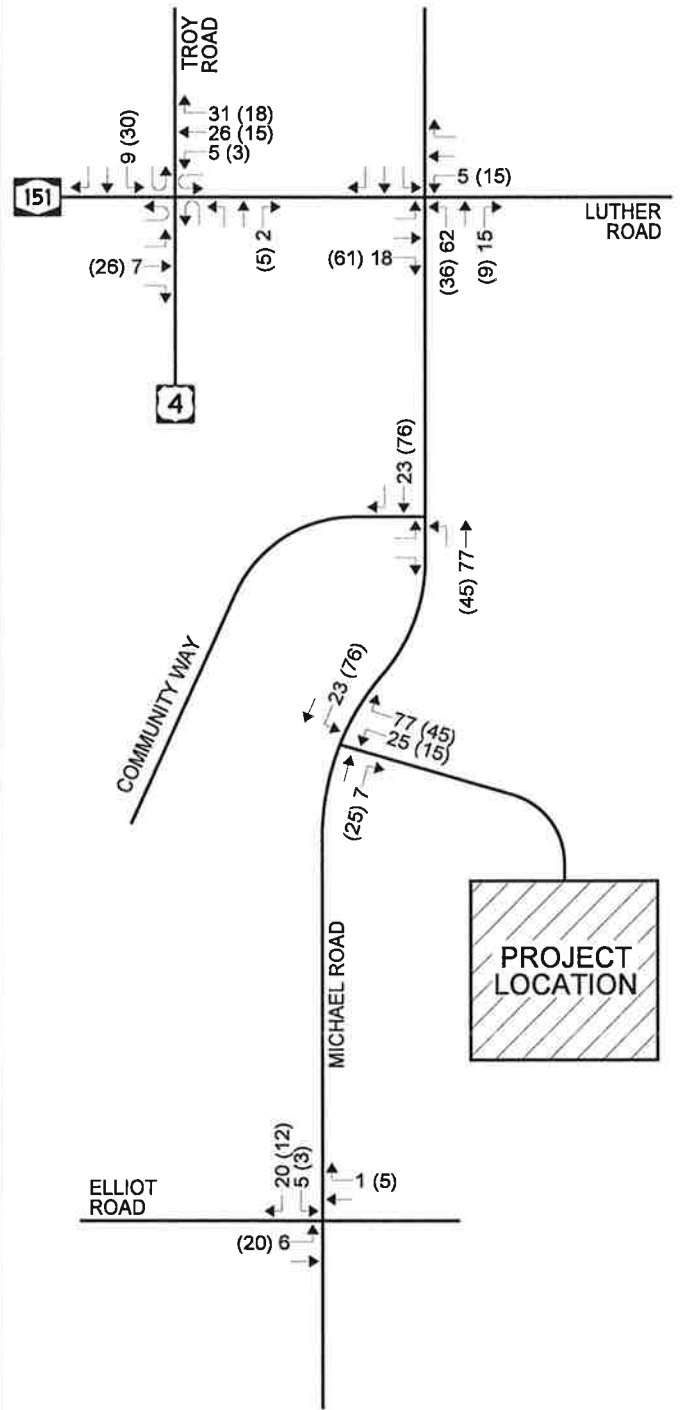 TROY
ROAD
9 (30)
31 (18)
26 (15)
5 (3)
151
5 (15)
LUTHER
ROAD
(26) 7
(5) 2
(61) 18
(36) 62
(9) 15
4
23 (76)
(45) 77
COMMUNITY WAY
23 (76)
77 (45)
25 (15)
(25) 7
PROJECT
LOCATION
MICHAEL ROAD
20 (12)
5 (3)
1 (5)
ELLIOT
ROAD
(20) 6